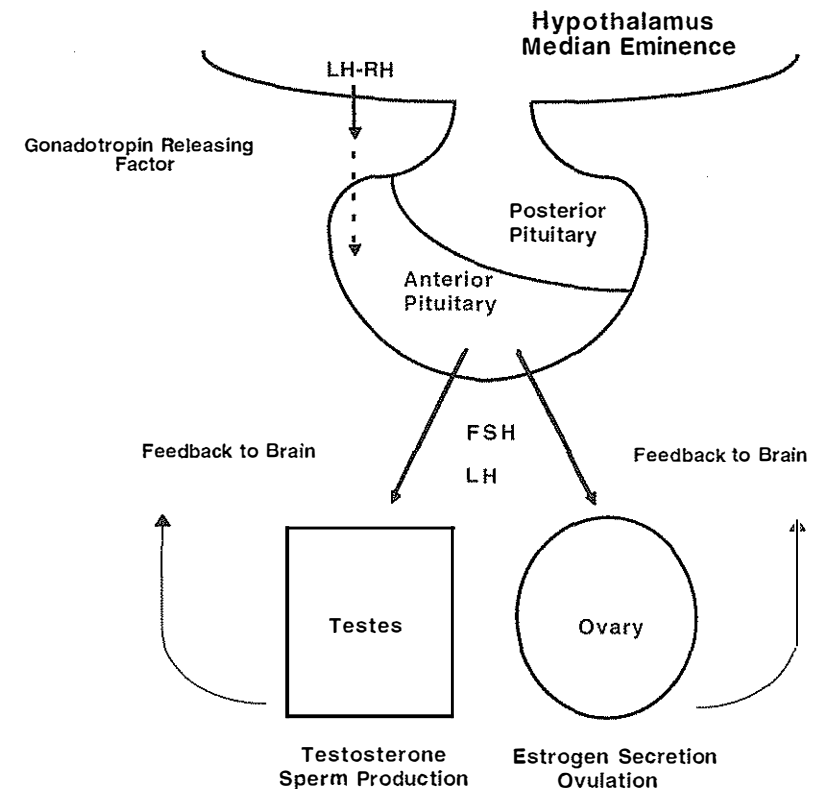 Hypothalamus
Median Eminence
LH-RH
Gonadotropin Releasing
Factor
Posterior
Pituitary
Anterior
Pituitary
FSH
LH
Feedback to Brain
Feedback to Brain
Testes
Ovary
Testosterone
Sperm Production
Estrogen Secretion
Ovulation